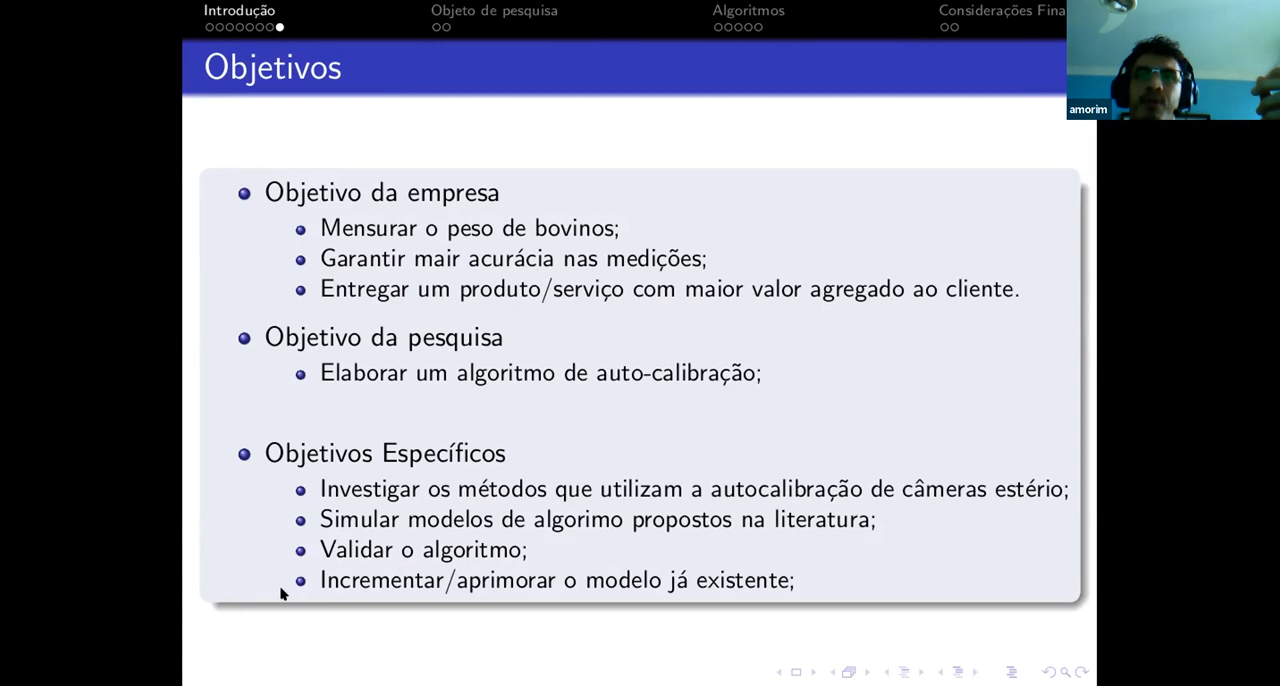 Introdução
Objeto de pesquisa
Algoritmos
Considerações Fina
Objetivos
amorim
Objetivo da empresa
Mensurar o peso de bovinos;
Garantir mair acurácia nas medições;
Entregar um produto/serviço com maior valor agregado ao cliente.
Objetivo da pesquisa
Elaborar um algoritmo de auto-calibração;
Objetivos Específicos
Investigar os métodos que utilizam a autocalibração de câmeras estério;
Simular modelos de algorimo propostos na literatura;
Validar o algoritmo;
Incrementar/aprimorar o modelo já existente;